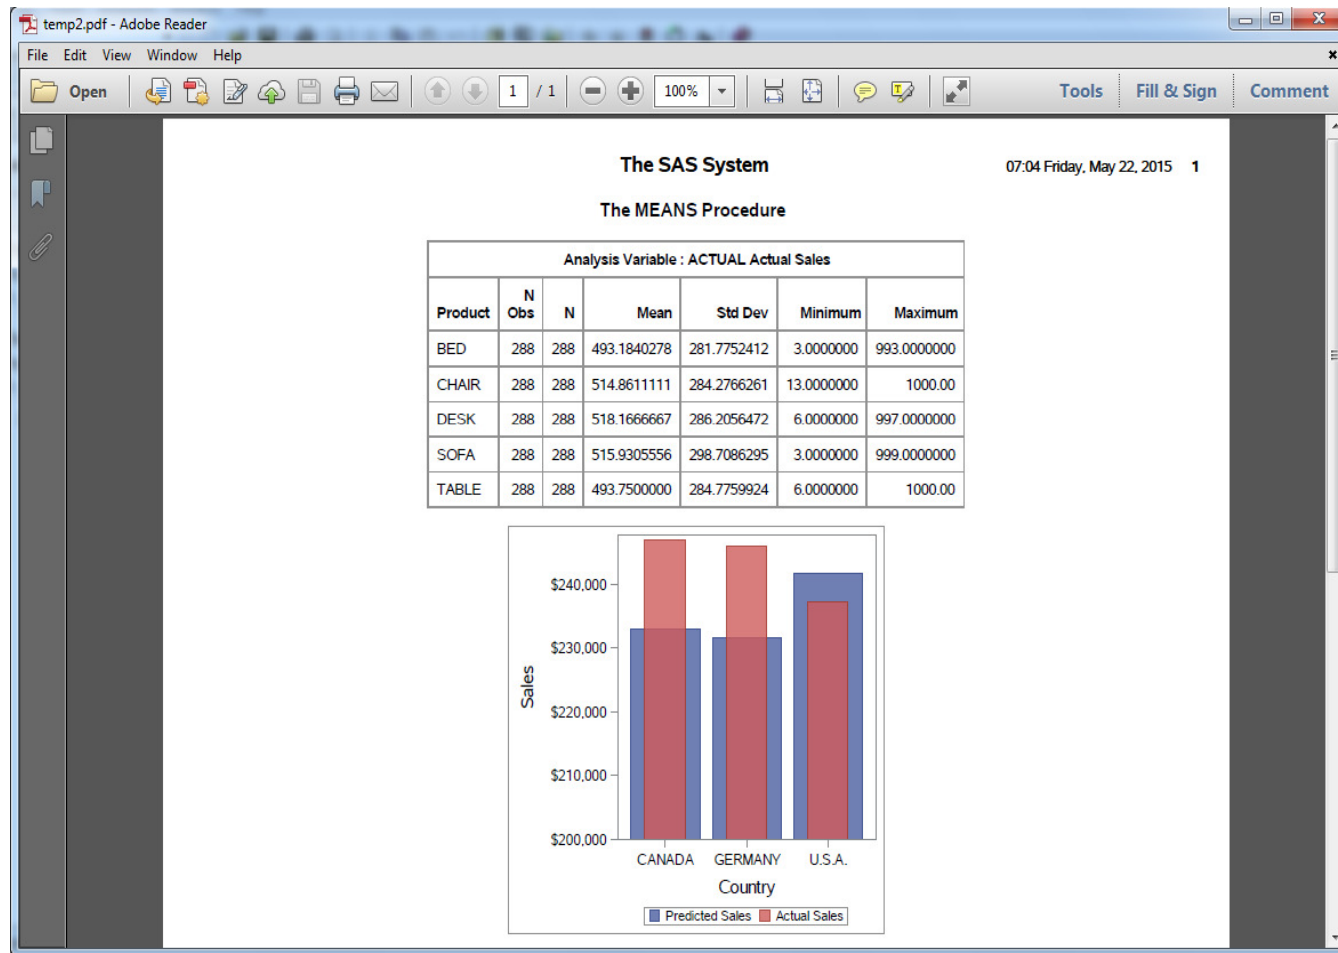 temp2.pdf - Adobe Reader
File Edit View Window Help
Open 1 / 1 100% Tools Fill & Sign Comment
The SAS System 07:04 Friday, May 22, 2015 1
The MEANS Procedure
Analysis Variable : ACTUAL Actual Sales
Product N Obs N Mean Std Dev Minimum Maximum
BED 288 288 493.1840278 281.7752412 3.0000000 993.0000000
CHAIR 288 288 514.8611111 284.2766261 13.0000000 1000.00
DESK 288 288 518.1666667 286.2056472 6.0000000 997.0000000
SOFA 288 288 515.9305556 298.7086295 3.0000000 999.0000000
TABLE 288 288 493.7500000 284.7759924 6.0000000 1000.00
$240,000
$230,000
$220,000
$210,000
$200,000
Sales
CANADA GERMANY U.S.A.
Country
Predicted Sales Actual Sales